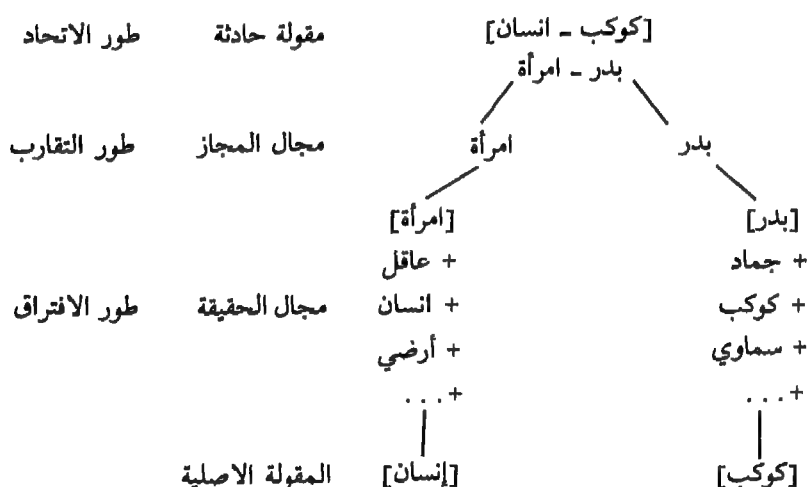 [كوكب - انسان] مقولة حادثة طور الاتحاد
بدر - امرأة
بدر امرأة مجال المجاز طور التقارب
[بدر] [امرأة]
+ جماد + عاقل
+ كوكب + انسان مجال الحقيقة طور الافتراق
+ سماوي + أرضي
+... +...
[كوكب] [إنسان] المقولة الاصلية